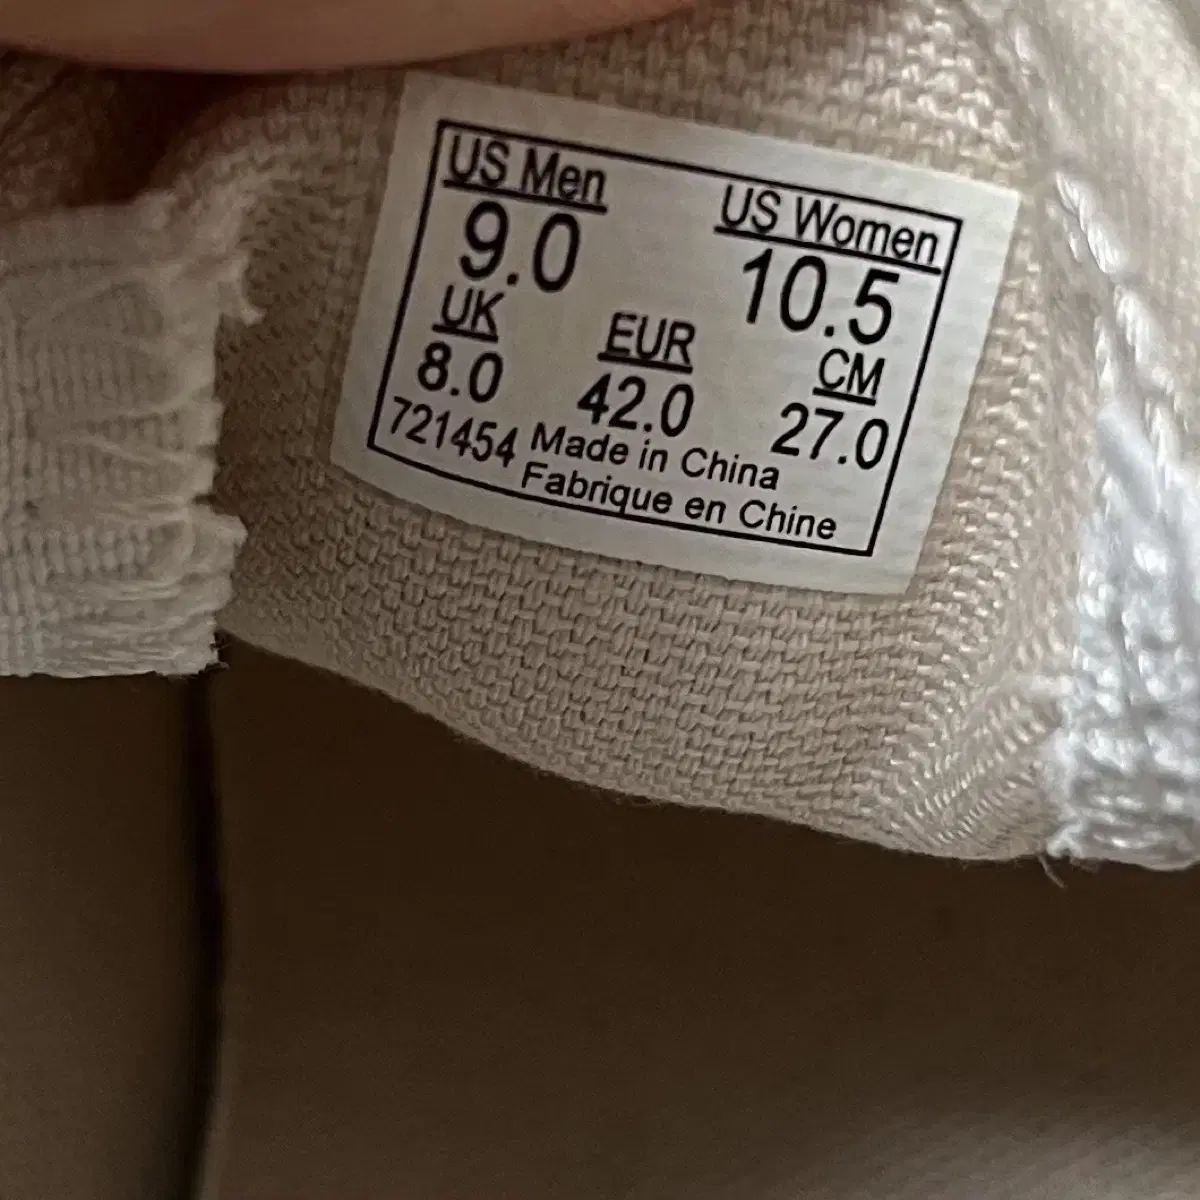 US Men US Women
9.0 10.5
UK EUR CM
8.0 42.0 27.0
721454 Made in China
Fabrique en Chine